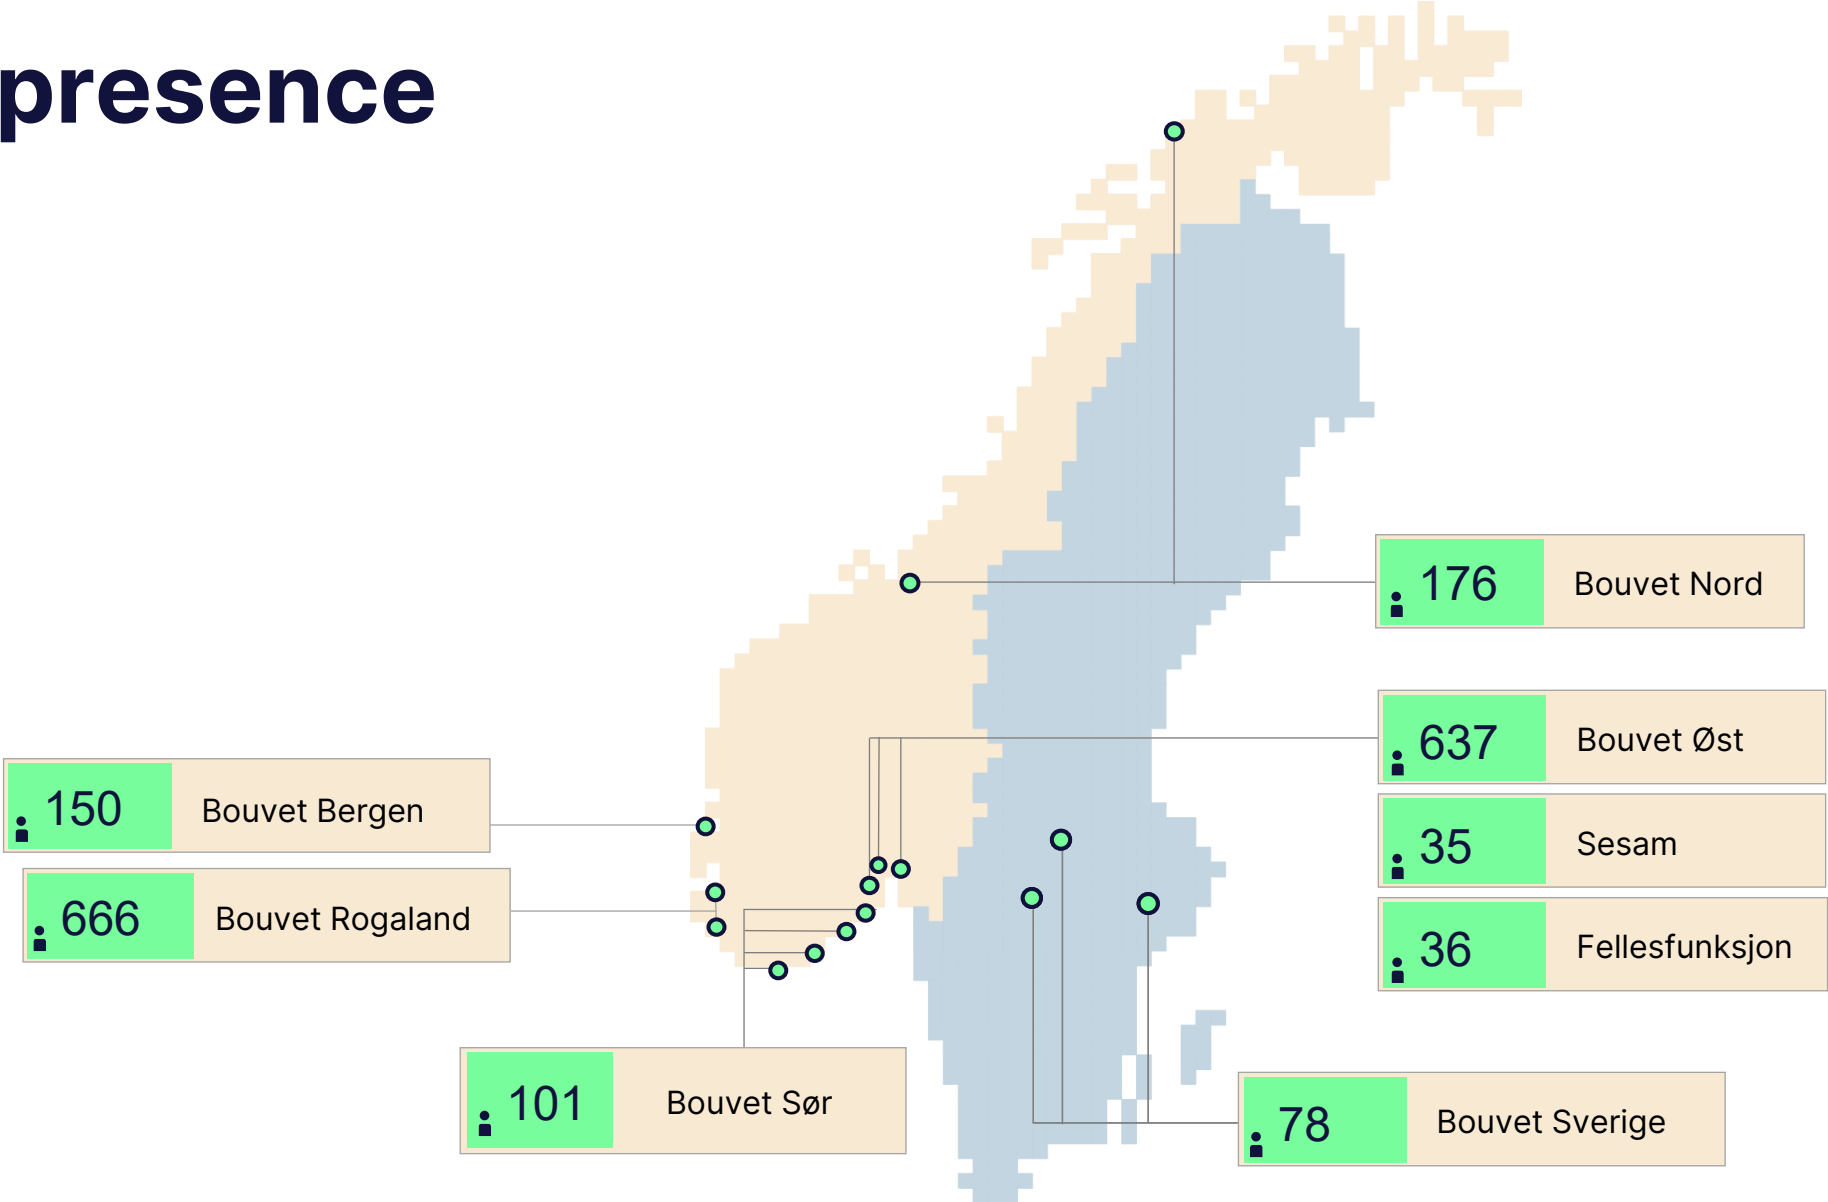 presence
176 Bouvet Nord
637 Bouvet Øst
150 Bouvet Bergen
35 Sesam
666 Bouvet Rogaland
36 Fellesfunksjon
101 Bouvet Sør
78 Bouvet Sverige